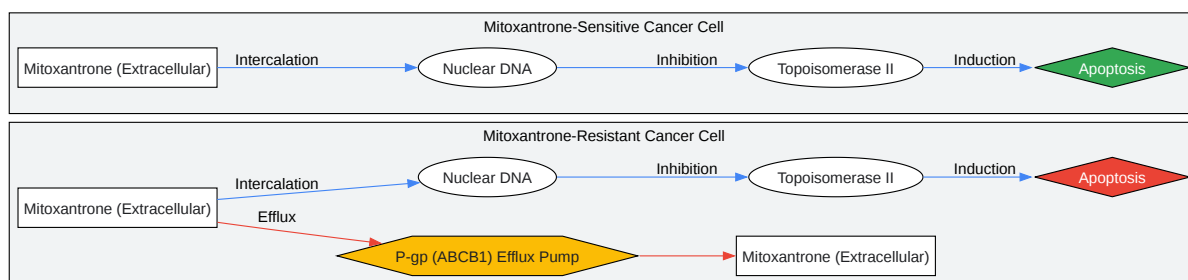 Mitoxantrone-Sensitive Cancer Cell
Mitoxantrone (Extracellular)
Intercalation
Nuclear DNA
Inhibition
Topoisomerase II
Induction
Apoptosis
Mitoxantrone-Resistant Cancer Cell
Mitoxantrone (Extracellular)
Intercalation
Nuclear DNA
Inhibition
Topoisomerase II
Induction
Apoptosis
Efflux
P-gp (ABCB1) Efflux Pump
Mitoxantrone (Extracellular)